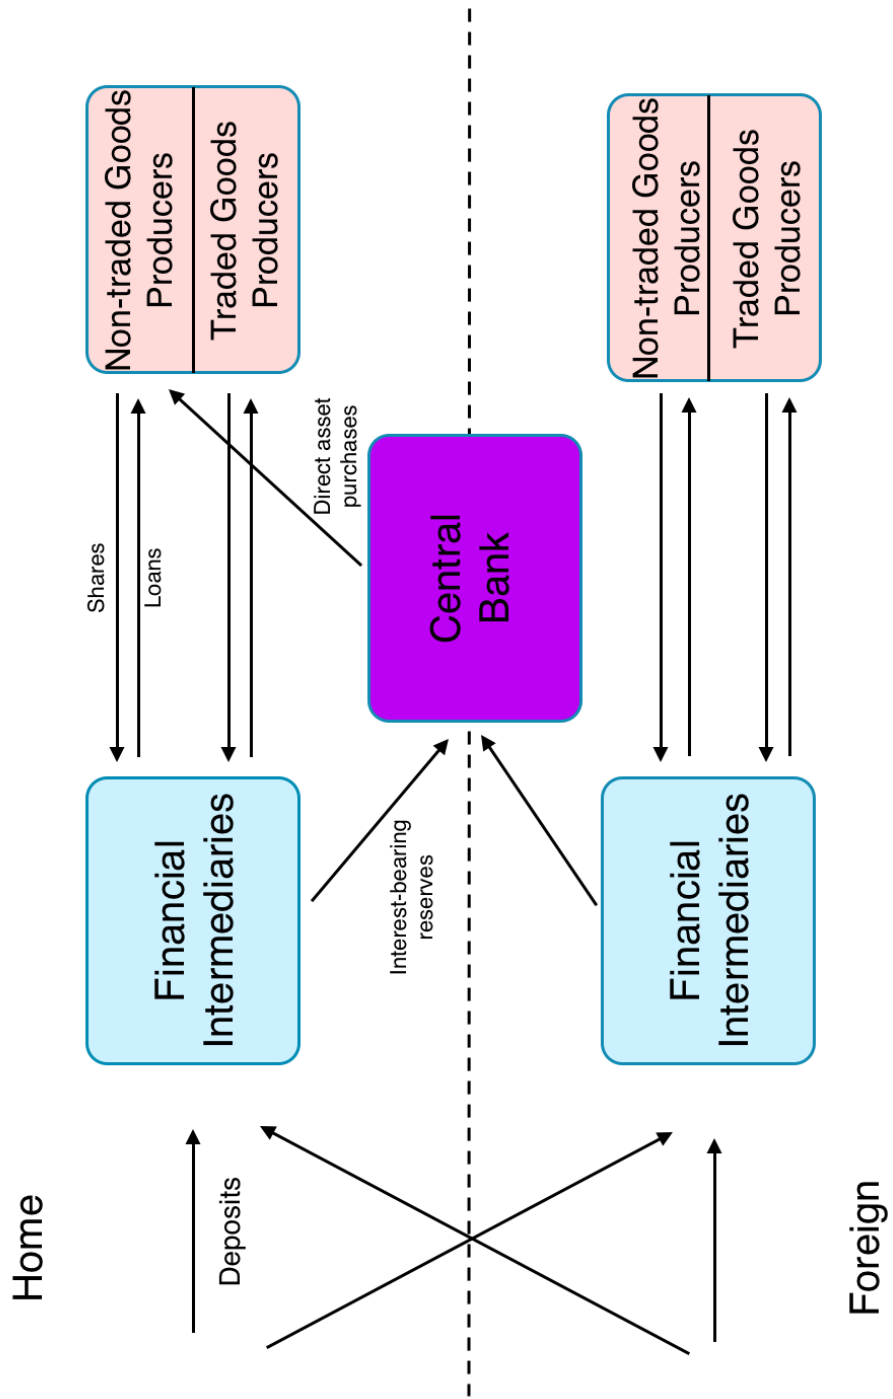 Home
Deposits
Financial
Intermediaries
Shares
Loans
Non-traded Goods
Producers
Traded Goods
Producers
Interest-bearing
reserves
Direct asset
purchases
Central
Bank
Financial
Intermediaries
Non-traded Goods
Producers
Traded Goods
Producers
Foreign